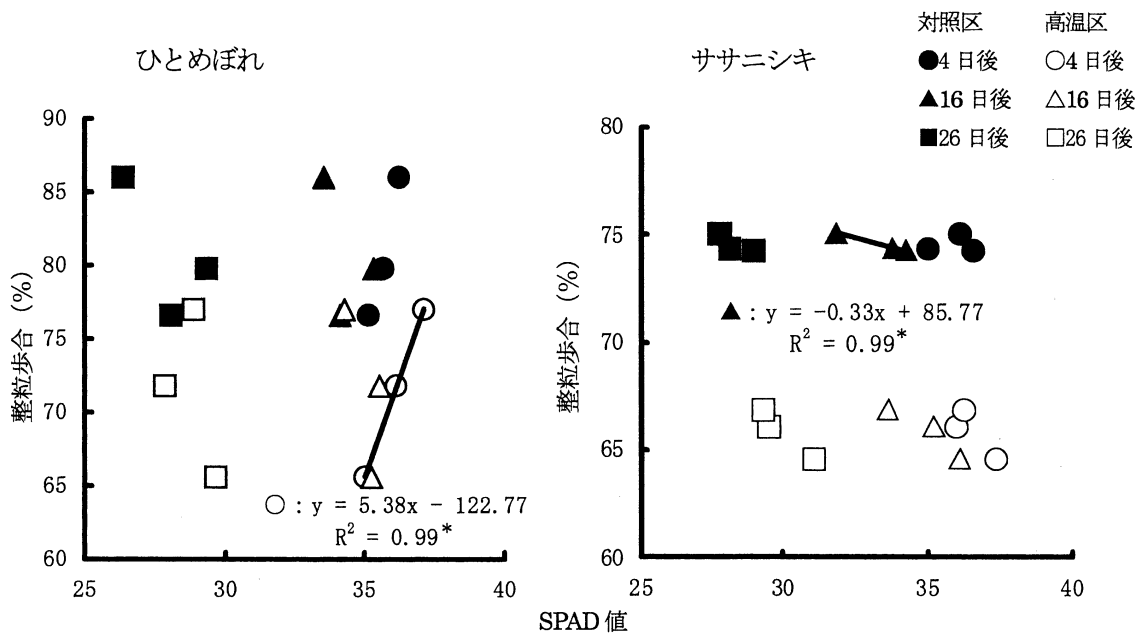 対照区 高温区
●4 日後 ○4 日後
▲16 日後 △16 日後
■26 日後 □26 日後
ひとめぼれ
整粒歩合 (%)
90
85
80
75
70
65
60
25 30 35 40
○ : y = 5.38x − 122.77
R² = 0.99*
ササニシキ
整粒歩合 (%)
80
75
70
65
60
25 30 35 40
▲ : y = -0.33x + 85.77
R² = 0.99*
SPAD 値